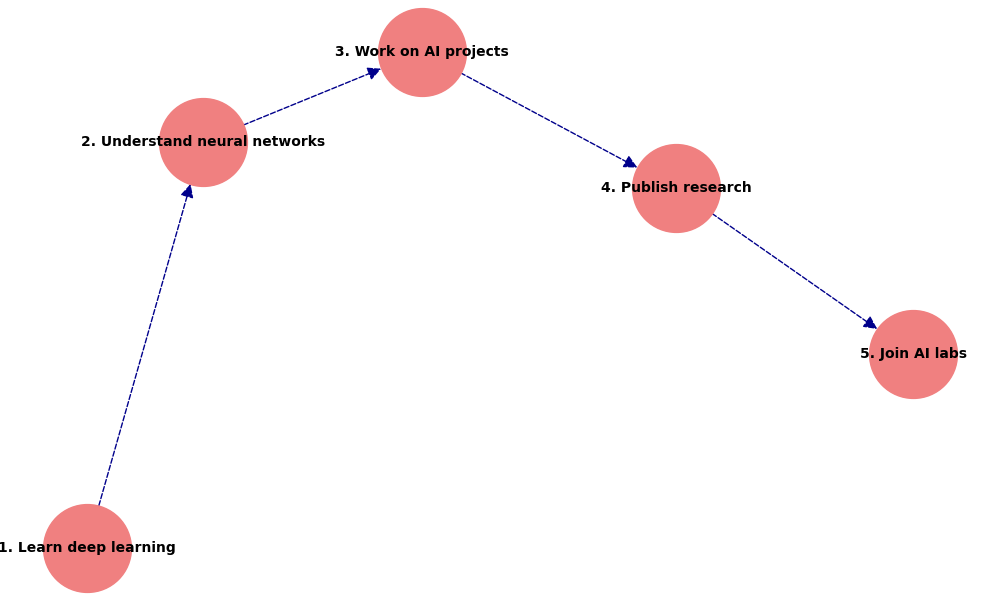 1. Learn deep learning
2. Understand neural networks
3. Work on AI projects
4. Publish research
5. Join AI labs